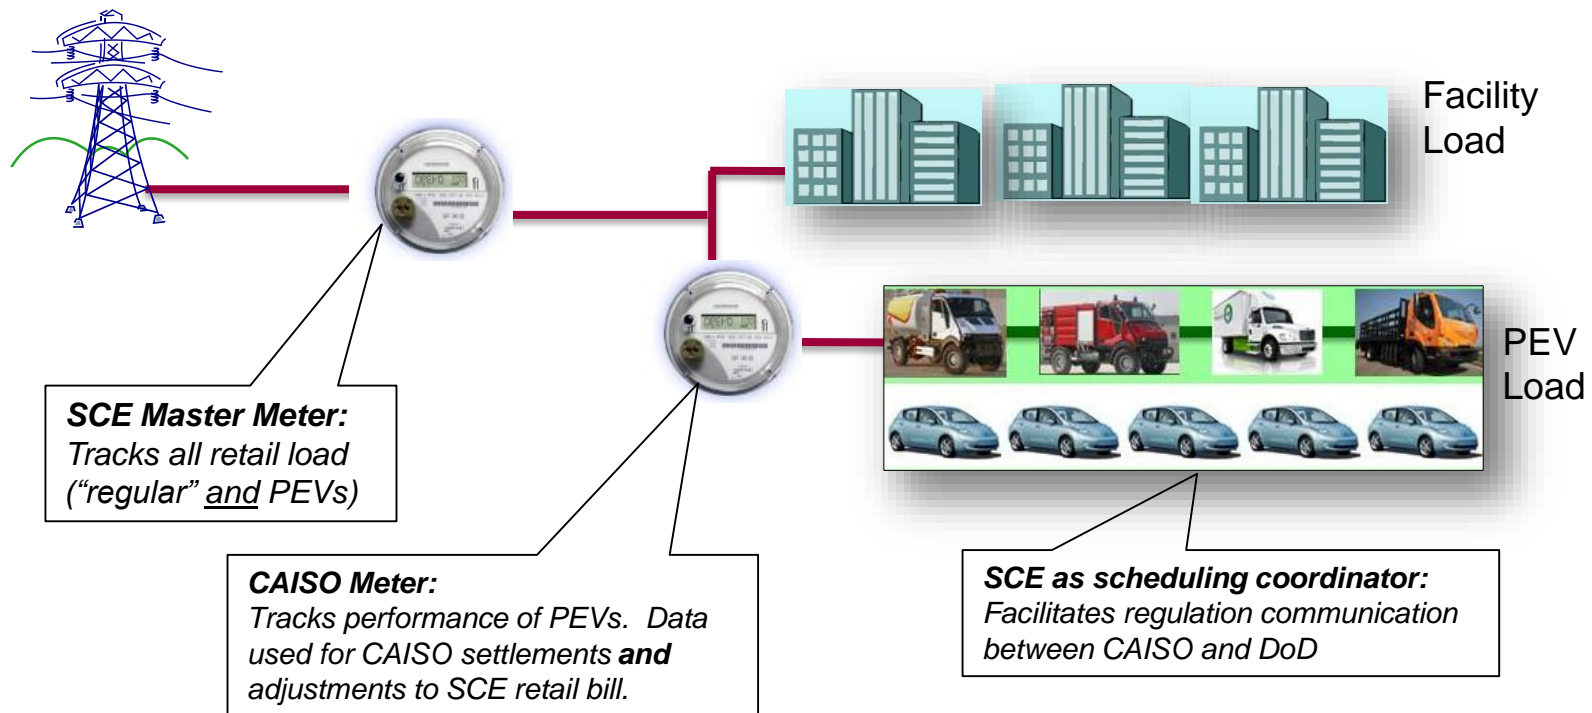 Facility
Load
PEV
Load
SCE Master Meter:
Tracks all retail load
(“regular” and PEVs)
CAISO Meter:
Tracks performance of PEVs.  Data
used for CAISO settlements and
adjustments to SCE retail bill.
SCE as scheduling coordinator:
Facilitates regulation communication
between CAISO and DoD